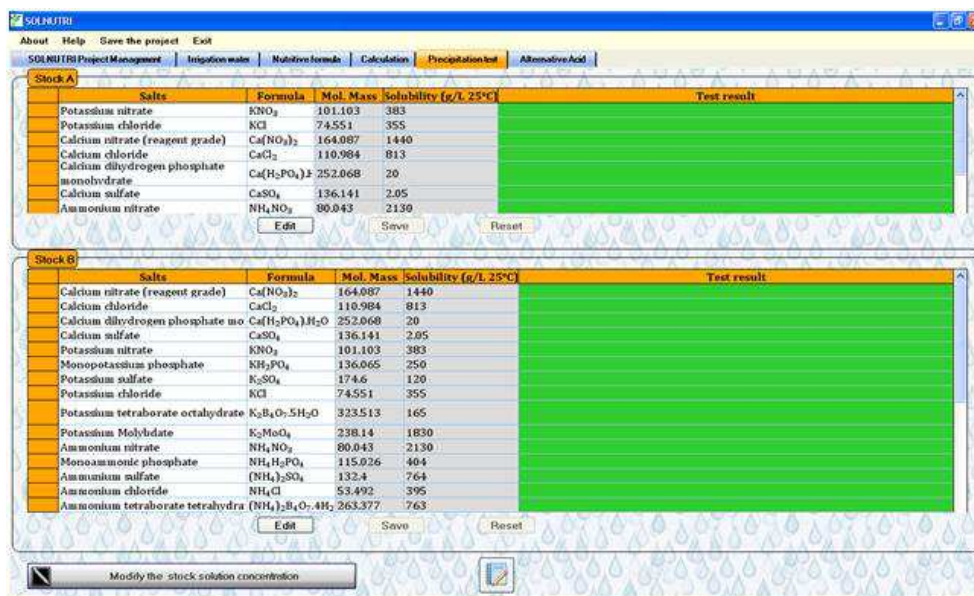 SOLNUTRI
About Help Save the project Exit
SOLNUTRI Project Management Irrigation water Nutritive formula Calculation Precipitation test Alternative Acid
Stock A
Salts Formula Mol. Mass Solubility (g/L 25°C) Test result
Potassium nitrate KNO₃ 101.103 383
Potassium chloride KCl 74.551 355
Calcium nitrate (reagent grade) Ca(NO₃)₂ 164.087 1440
Calcium chloride CaCl₂ 110.984 813
Calcium dihydrogen phosphate
monohydrate Ca(H₂PO₄).H 252.068 20
Calcium sulfate CaSO₄ 136.141 2.05
Ammonium nitrate NH₄NO₃ 80.043 2130
Edit Save Reset
Stock B
Salts Formula Mol. Mass Solubility (g/L 25°C) Test result
Calcium nitrate (reagent grade) Ca(NO₃)₂ 164.087 1440
Calcium chloride CaCl₂ 110.984 813
Calcium dihydrogen phosphate mo Ca(H₂PO₄).H₂O 252.068 20
Calcium sulfate CaSO₄ 136.141 2.05
Potassium nitrate KNO₃ 101.103 383
Monopotassium phosphate KH₂PO₄ 136.065 250
Potassium sulfate K₂SO₄ 174.6 120
Potassium chloride KCl 74.551 355
Potassium tetraborate octahydrate K₂B₄O₇.5H₂O 323.513 165
Potassium Molybdate K₂MoO₄ 238.14 1830
Ammonium nitrate NH₄NO₃ 80.043 2130
Monoammonic phosphate NH₄H₂PO₄ 115.026 404
Ammunium sulfate (NH₄)₂SO₄ 132.4 764
Ammonium chloride NH₄Cl 53.492 395
Ammonium tetraborate tetrahydra (NH₄)₂B₄O₇.4H₂ 263.377 763
Edit Save Reset
Modify the stock solution concentration